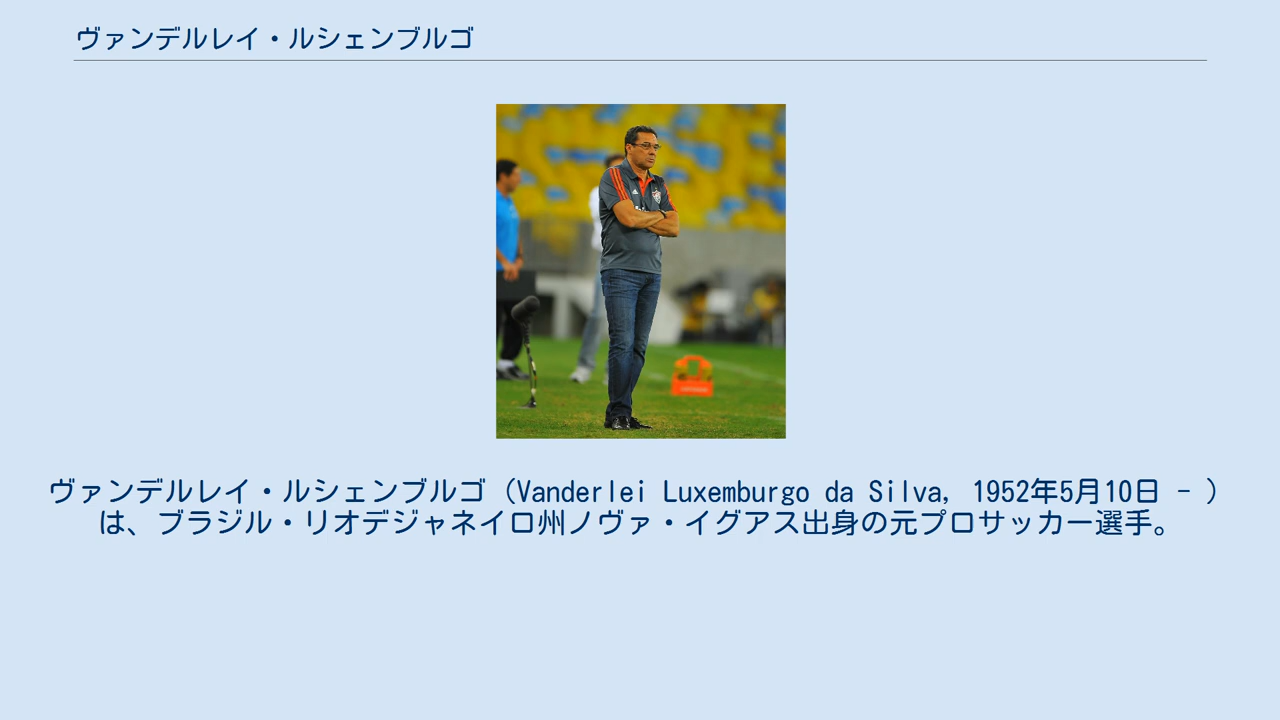 ヴァンデルレイ・ルシェンブルゴ
ヴァンデルレイ・ルシェンブルゴ（Vanderlei Luxemburgo da Silva, 1952年5月10日 - ）
は、ブラジル・リオデジャネイロ州ノヴァ・イグアス出身の元プロサッカー選手。